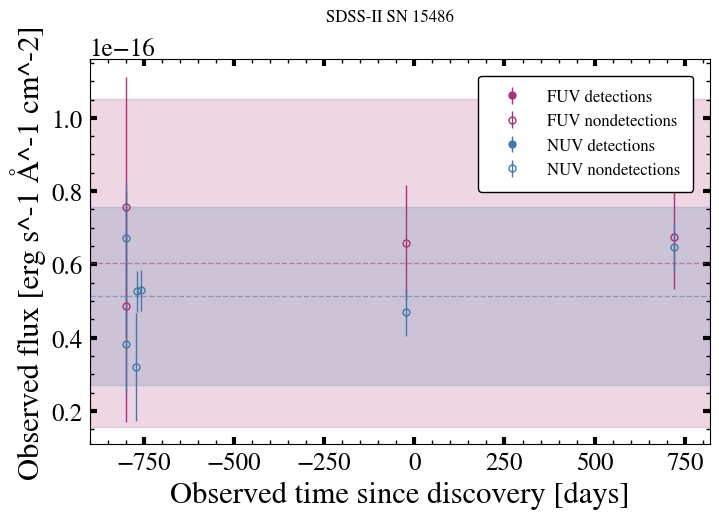 SDSS-II SN 15486
1e−16
Observed flux [erg s^-1 Å^-1 cm^-2]
1.0
0.8
0.6
0.4
0.2
FUV detections
FUV nondetections
NUV detections
NUV nondetections
−750 −500 −250 0 250 500 750
Observed time since discovery [days]